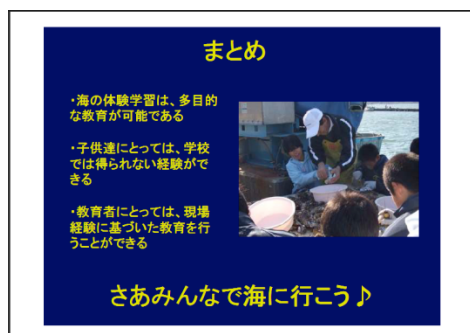 まとめ
・海の体験学習は、多目的
な教育が可能である
・子供達にとっては、学校
では得られない経験がで
きる
・教育者にとっては、現場
経験に基づいた教育を行
うことができる
さあみんなで海に行こう♪